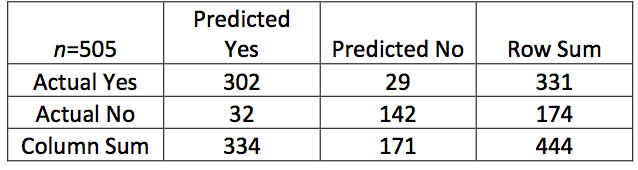 n=505 Predicted Yes Predicted No Row Sum
Actual Yes 302 29 331
Actual No 32 142 174
Column Sum 334 171 444